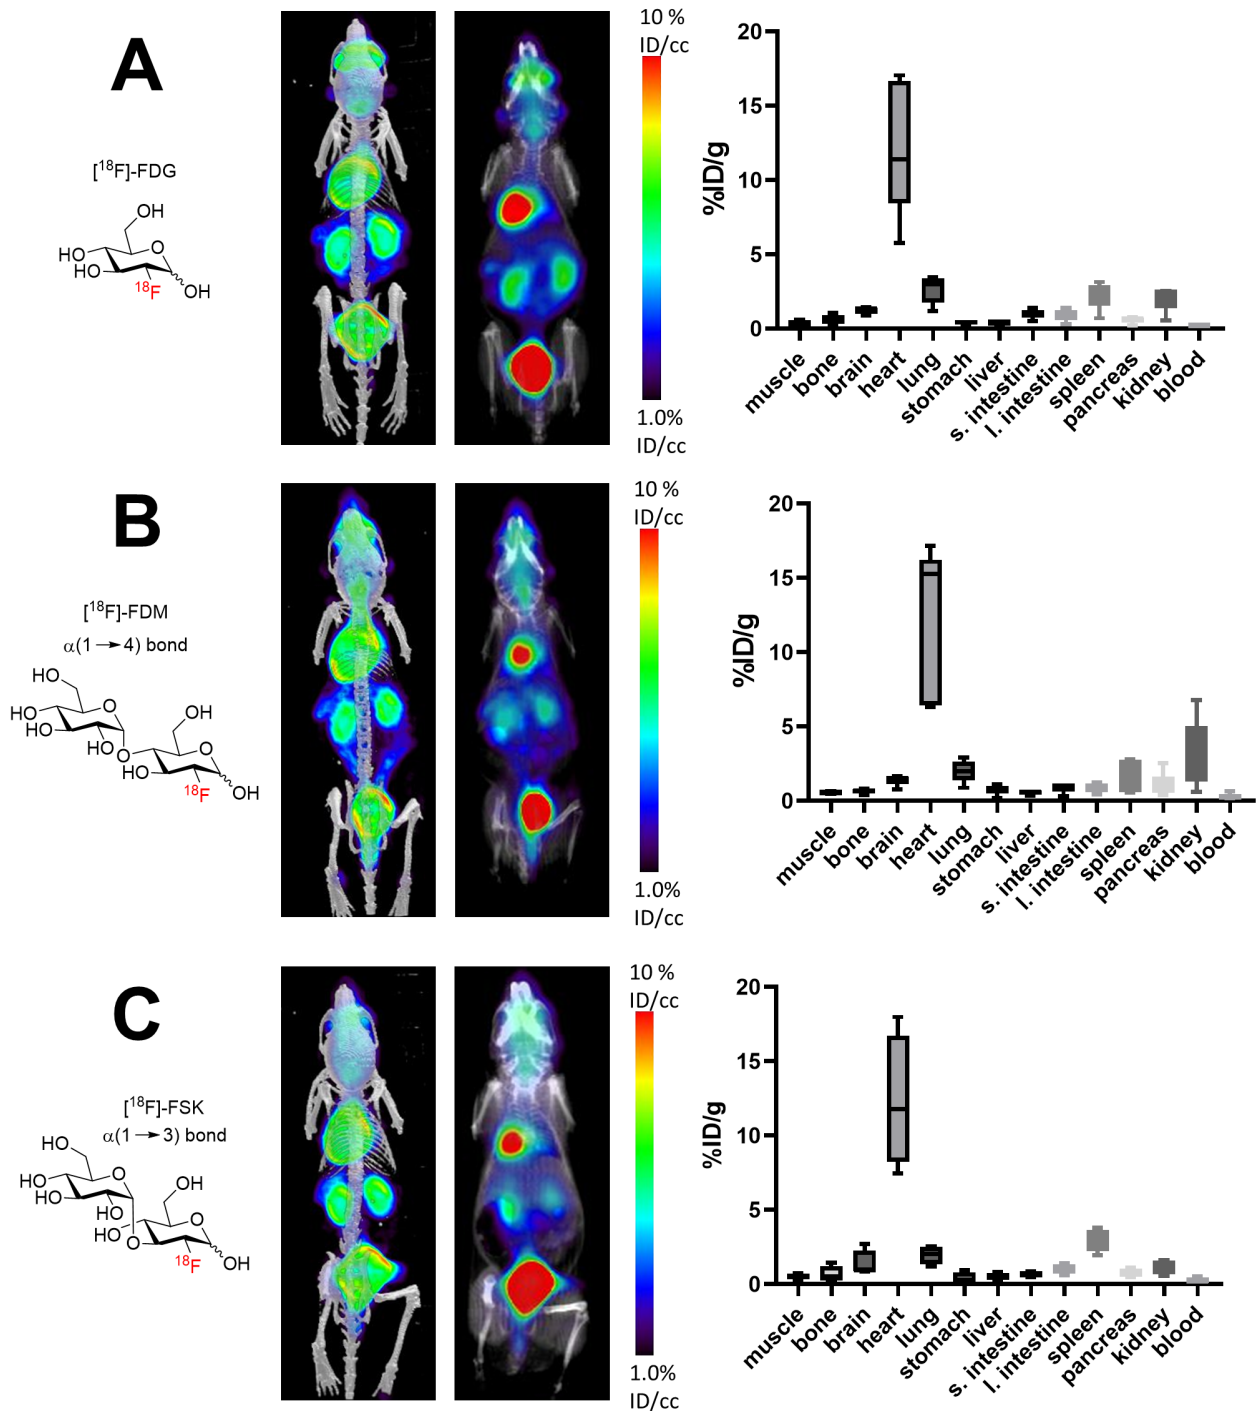 A
[18F]-FDG
OH
HO
O
HO
18F
OH
10 %
ID/cc
1.0%
ID/cc
%ID/g
20
15
10
5
0
muscle
bone
brain
heart
lung
stomach
liver
s. intestine
l. intestine
spleen
pancreas
kidney
blood
B
[18F]-FDM
α(1→4) bond
HO
HO
O
HO
HO
OH
O
O
HO
18F
OH
10 %
ID/cc
1.0%
ID/cc
%ID/g
20
15
10
5
0
muscle
bone
brain
heart
lung
stomach
liver
s. intestine
l. intestine
spleen
pancreas
kidney
blood
C
[18F]-FSK
α(1→3) bond
HO
HO
O
HO
HO
OH
HO
O
O
18F
OH
10 %
ID/cc
1.0%
ID/cc
%ID/g
20
15
10
5
0
muscle
bone
brain
heart
lung
stomach
liver
s. intestine
l. intestine
spleen
pancreas
kidney
blood